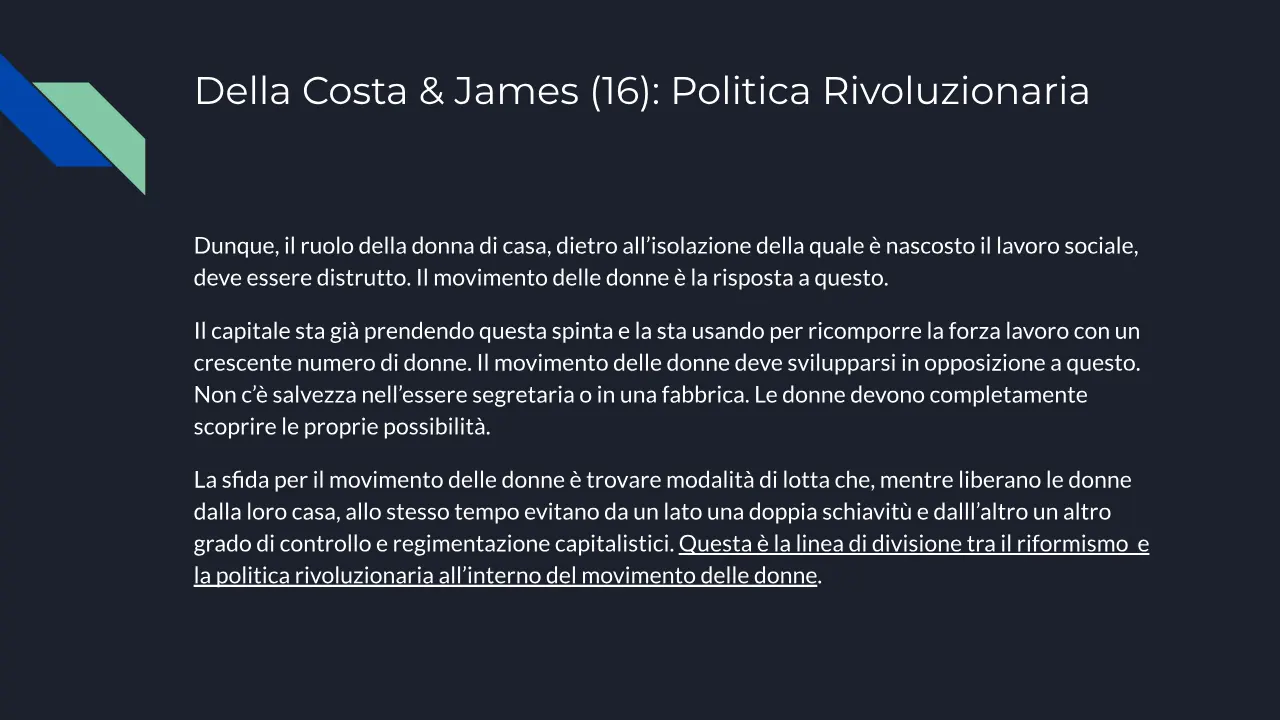 Della Costa & James (16): Politica Rivoluzionaria
Dunque, il ruolo della donna di casa, dietro all’isolazione della quale è nascosto il lavoro sociale,
deve essere distrutto. Il movimento delle donne è la risposta a questo.
Il capitale sta già prendendo questa spinta e la sta usando per ricomporre la forza lavoro con un
crescente numero di donne. Il movimento delle donne deve svilupparsi in opposizione a questo.
Non c’è salvezza nell’essere segretaria o in una fabbrica. Le donne devono completamente
scoprire le proprie possibilità.
La sfida per il movimento delle donne è trovare modalità di lotta che, mentre liberano le donne
dalla loro casa, allo stesso tempo evitano da un lato una doppia schiavitù e dalll’altro un altro
grado di controllo e regimentazione capitalistici. Questa è la linea di divisione tra il riformismo  e
la politica rivoluzionaria all’interno del movimento delle donne.